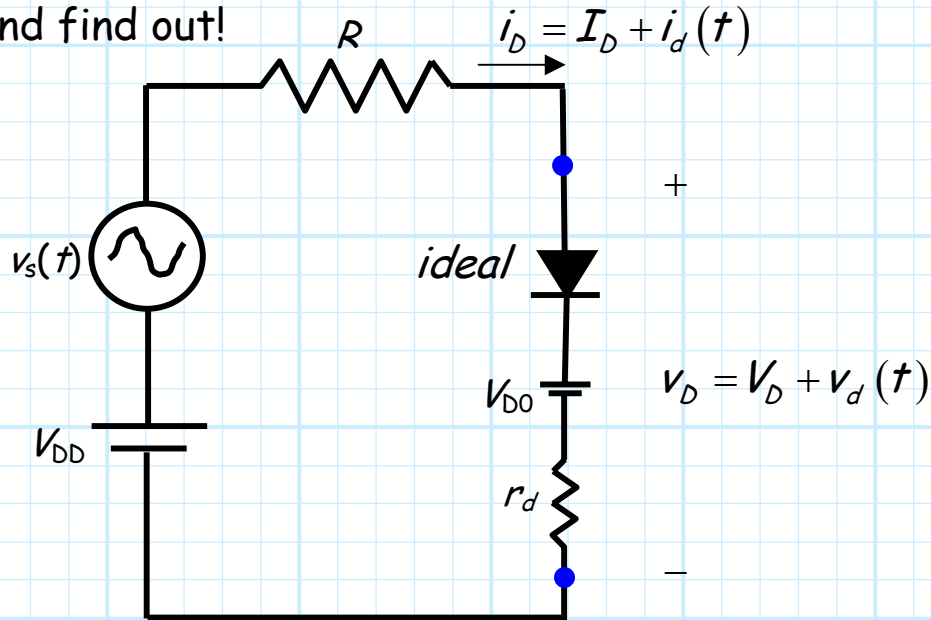 nd find out!
R
i_D = I_D + i_d (t)
+
v_s(t)
ideal
V_D0
v_D = V_D + v_d (t)
V_DD
r_d
−